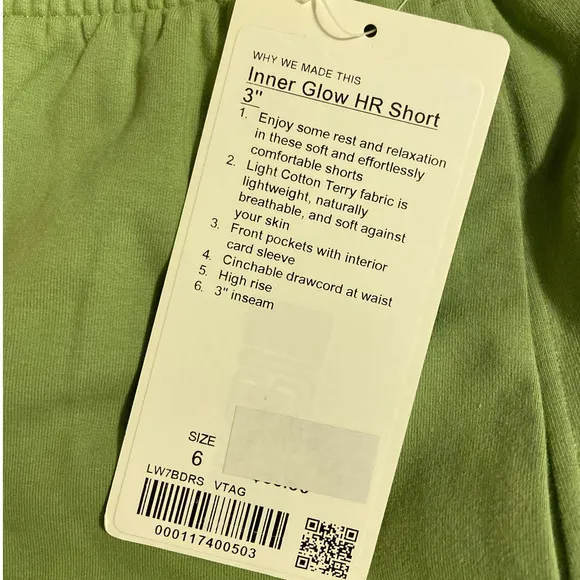 WHY WE MADE THIS
Inner Glow HR Short
3"
1. Enjoy some rest and relaxation
in these soft and effortlessly
comfortable shorts
2. Light Cotton Terry fabric is
lightweight, naturally
breathable, and soft against
your skin
3. Front pockets with interior
card sleeve
4. Cinchable drawcord at waist
5. High rise
6. 3" inseam
SIZE
6
LW7BDRS VTAG
000117400503